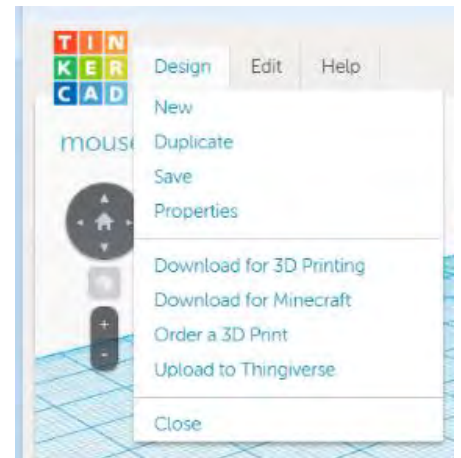 TIN
KER
CAD
Design Edit Help
New
mouse
Duplicate
Save
Properties
Download for 3D Printing
Download for Minecraft
Order a 3D Print
Upload to Thingiverse
Close